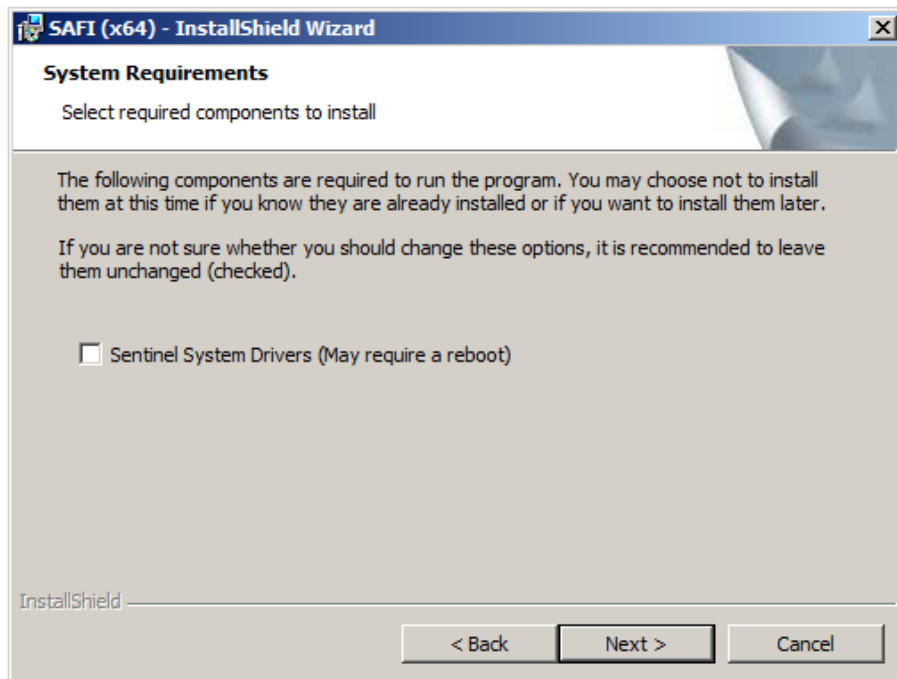 SAFI (x64) - InstallShield Wizard
System Requirements
Select required components to install
The following components are required to run the program. You may choose not to install
them at this time if you know they are already installed or if you want to install them later.
If you are not sure whether you should change these options, it is recommended to leave
them unchanged (checked).
Sentinel System Drivers (May require a reboot)
InstallShield
< Back
Next >
Cancel